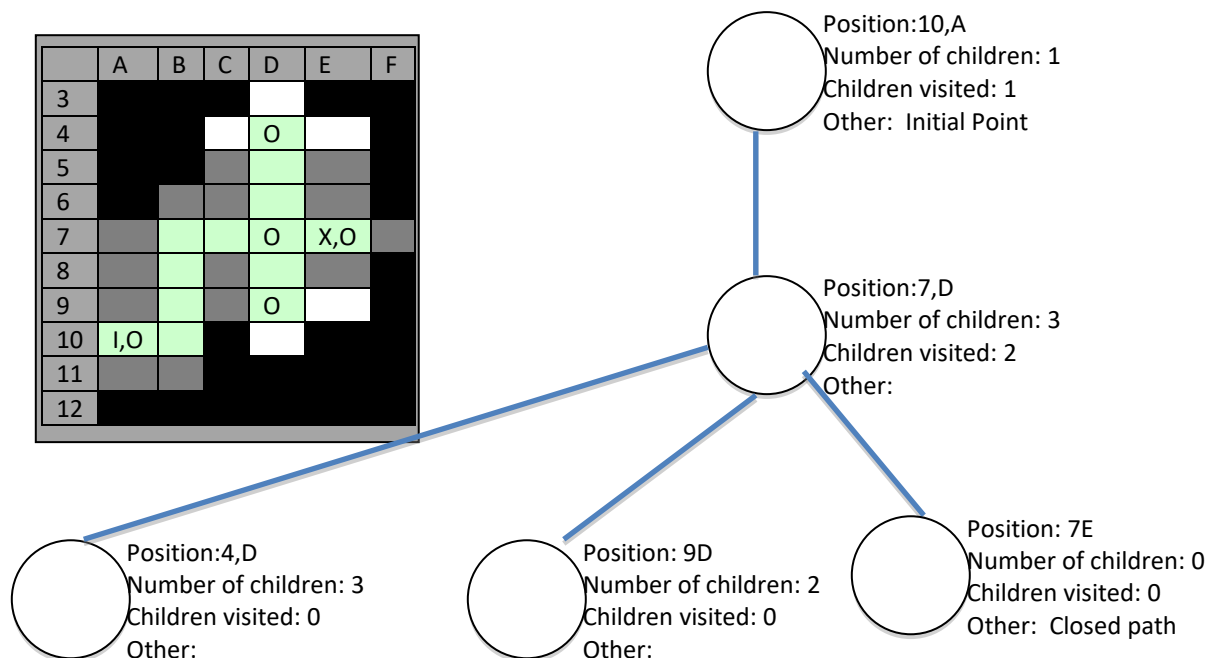 A B C D E F
3
4 O
5
6
7 O X,O
8
9 O
10 I,O
11
12
Position:10,A
Number of children: 1
Children visited: 1
Other: Initial Point
Position:7,D
Number of children: 3
Children visited: 2
Other:
Position:4,D
Number of children: 3
Children visited: 0
Other:
Position: 9D
Number of children: 2
Children visited: 0
Other:
Position: 7E
Number of children: 0
Children visited: 0
Other: Closed path